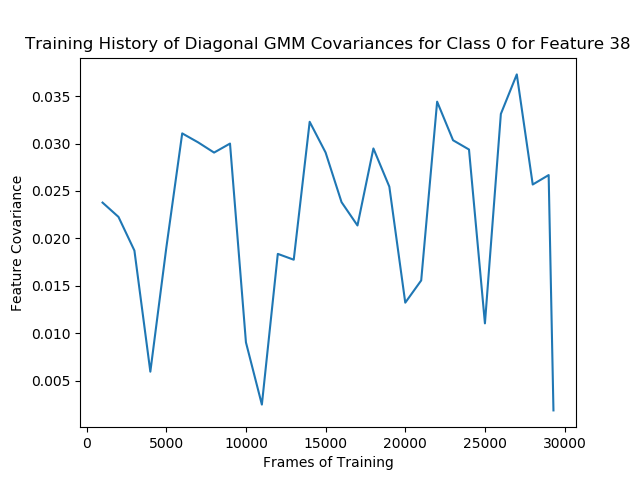 Training History of Diagonal GMM Covariances for Class 0 for Feature 38
0.035
0.030
0.025
0.020
0.015
0.010
0.005
Feature Covariance
0 5000 10000 15000 20000 25000 30000
Frames of Training